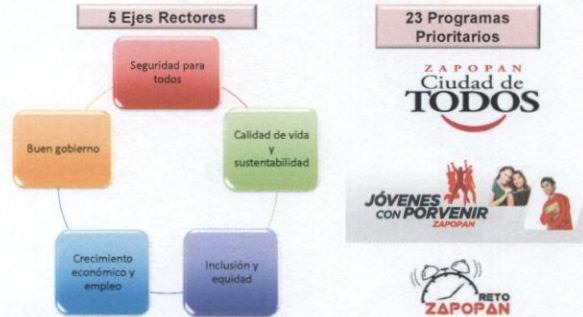 5 Ejes Rectores
Seguridad para
todos
Buen gobierno
Calidad de vida
y
sustentabilidad
Crecimiento
económico y
empleo
Inclusión y
equidad
23 Programas
Prioritarios
ZAPOPAN
Ciudad de
TODOS
JÓVENES
CON PORVENIR
ZAPOPAN
RETO
ZAPOPAN